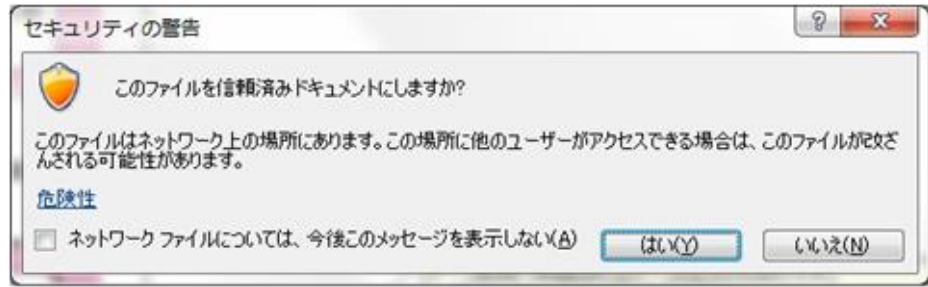 セキュリティの警告
このファイルを信頼済みドキュメントにしますか?
このファイルはネットワーク上の場所にあります。この場所に他のユーザーがアクセスできる場合は、このファイルが改ざ
んされる可能性があります。
危険性
ネットワーク ファイルについては、今後このメッセージを表示しない(A)
はい(Y)
いいえ(N)